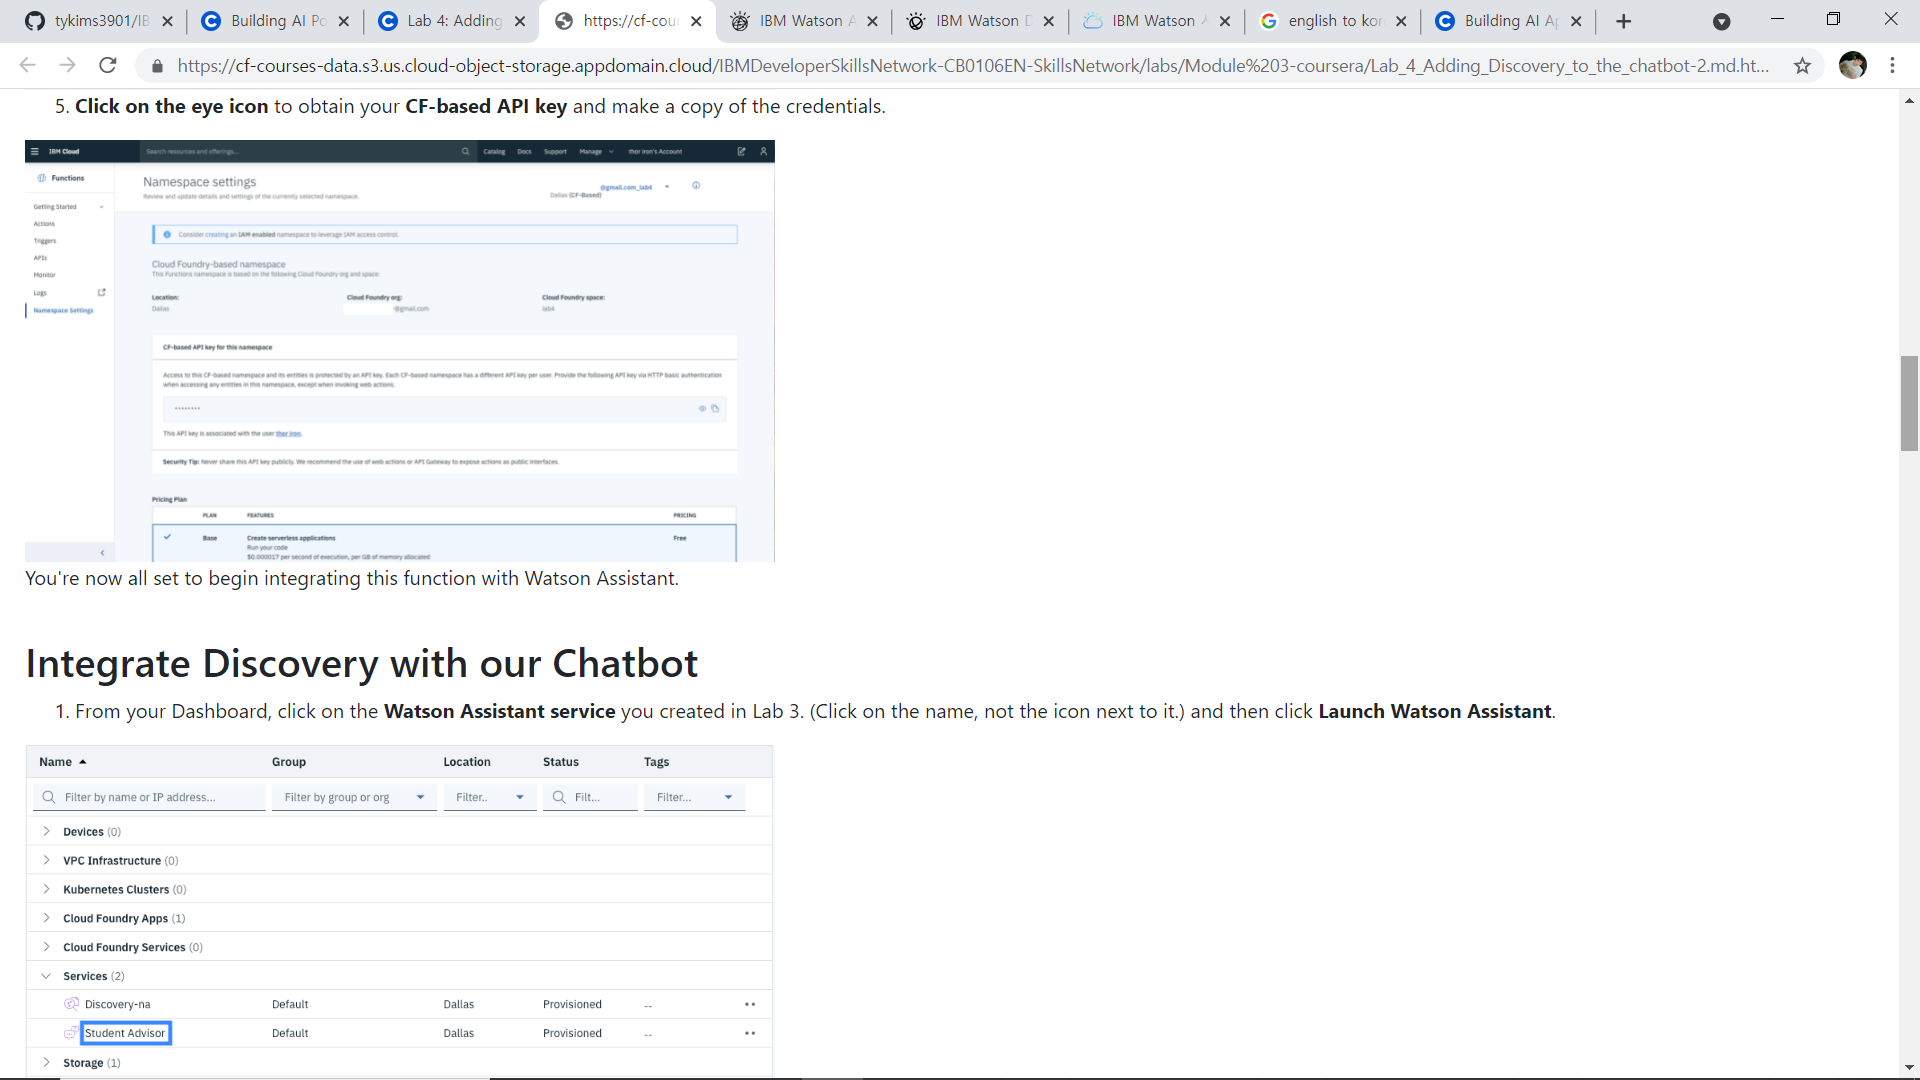 tykims3901/IB
Building AI Po
Lab 4: Adding
https://cf-cour
IBM Watson A
IBM Watson D
IBM Watson A
english to kor
Building AI Ap
https://cf-courses-data.s3.us.cloud-object-storage.appdomain.cloud/IBMDeveloperSkillsNetwork-CB0106EN-SkillsNetwork/labs/Module%203-coursera/Lab_4_Adding_Discovery_to_the_chatbot-2.md.ht...
5. Click on the eye icon to obtain your CF-based API key and make a copy of the credentials.
IBM Cloud
Search resources and offerings...
Catalog Docs Support Manage thor iron's Account
Functions
Getting Started
Actions
Triggers
APIs
Monitor
Logs
Namespace Settings
Namespace settings
Review and update details and settings of the currently selected namespace.
@gmail.com_lab4
Dallas (CF-Based)
Consider creating an IAM enabled namespace to leverage IAM access control.
Cloud Foundry-based namespace
This Functions namespace is based on the following Cloud Foundry org and space:
Location: Cloud Foundry org: Cloud Foundry space:
Dallas @gmail.com lab4
CF-based API key for this namespace
Access to this CF-based namespace and its entities is protected by an API key. Each CF-based namespace has a different API key per user. Provide the following API key via HTTP basic authentication
when accessing any entities in this namespace, except when invoking web actions.
••••••••
This API key is associated with the user thor iron.
Security Tip: Never share this API key publicly. We recommend the use of web actions or API Gateway to expose actions as public interfaces.
Pricing Plan
PLAN FEATURES PRICING
Base Create serverless applications Free
Run your code
$0.000017 per second of execution, per GB of memory allocated
You're now all set to begin integrating this function with Watson Assistant.
Integrate Discovery with our Chatbot
1. From your Dashboard, click on the Watson Assistant service you created in Lab 3. (Click on the name, not the icon next to it.) and then click Launch Watson Assistant.
Name Group Location Status Tags
Filter by name or IP address... Filter by group or org Filter.. Filt... Filter...
Devices (0)
VPC Infrastructure (0)
Kubernetes Clusters (0)
Cloud Foundry Apps (1)
Cloud Foundry Services (0)
Services (2)
Discovery-na Default Dallas Provisioned --
Student Advisor Default Dallas Provisioned --
Storage (1)